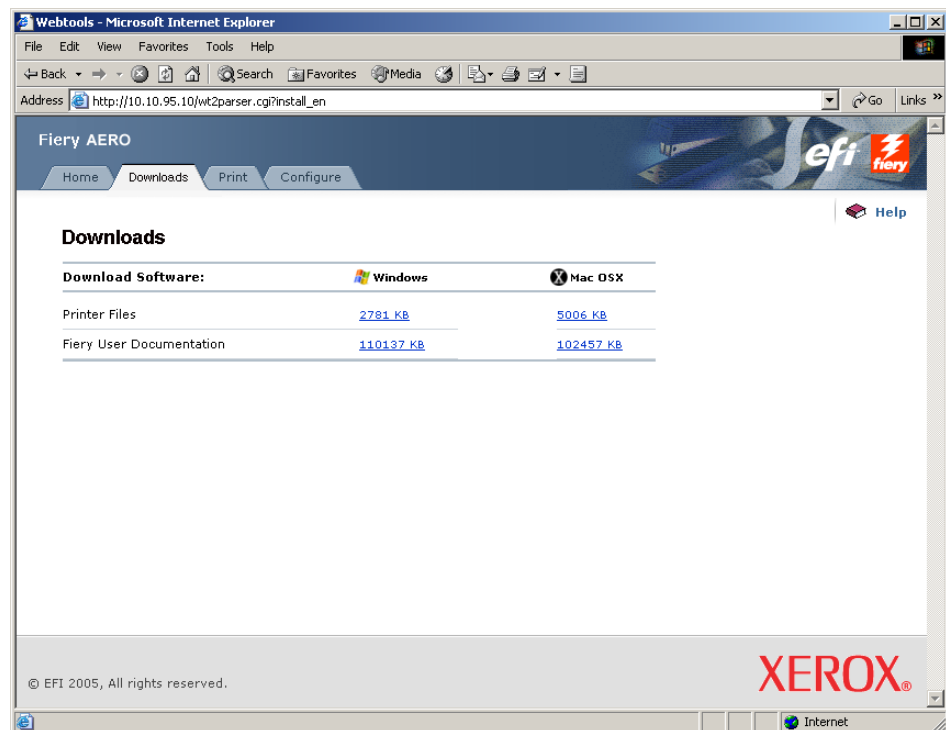 Webtools - Microsoft Internet Explorer
File Edit View Favorites Tools Help
Back Search Favorites Media
Address http://10.10.95.10/wt2parser.cgi?install_en Go Links »
Fiery AERO
efi fiery
Home Downloads Print Configure
Help
Downloads
Download Software: Windows Mac OSX
Printer Files 2781 KB 5006 KB
Fiery User Documentation 110137 KB 102457 KB
XEROX®
© EFI 2005, All rights reserved.
Internet